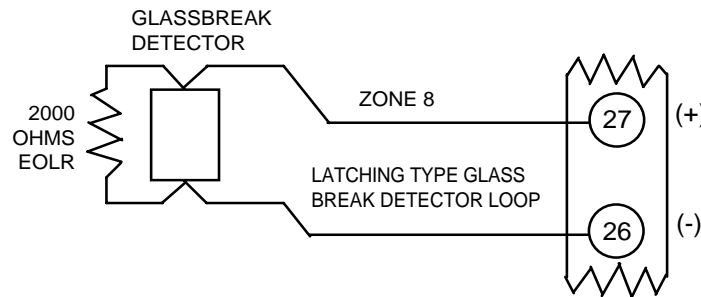 GLASSBREAK
DETECTOR
2000
OHMS
EOLR
ZONE 8
27
(+)
LATCHING TYPE GLASS
BREAK DETECTOR LOOP
26
(-)